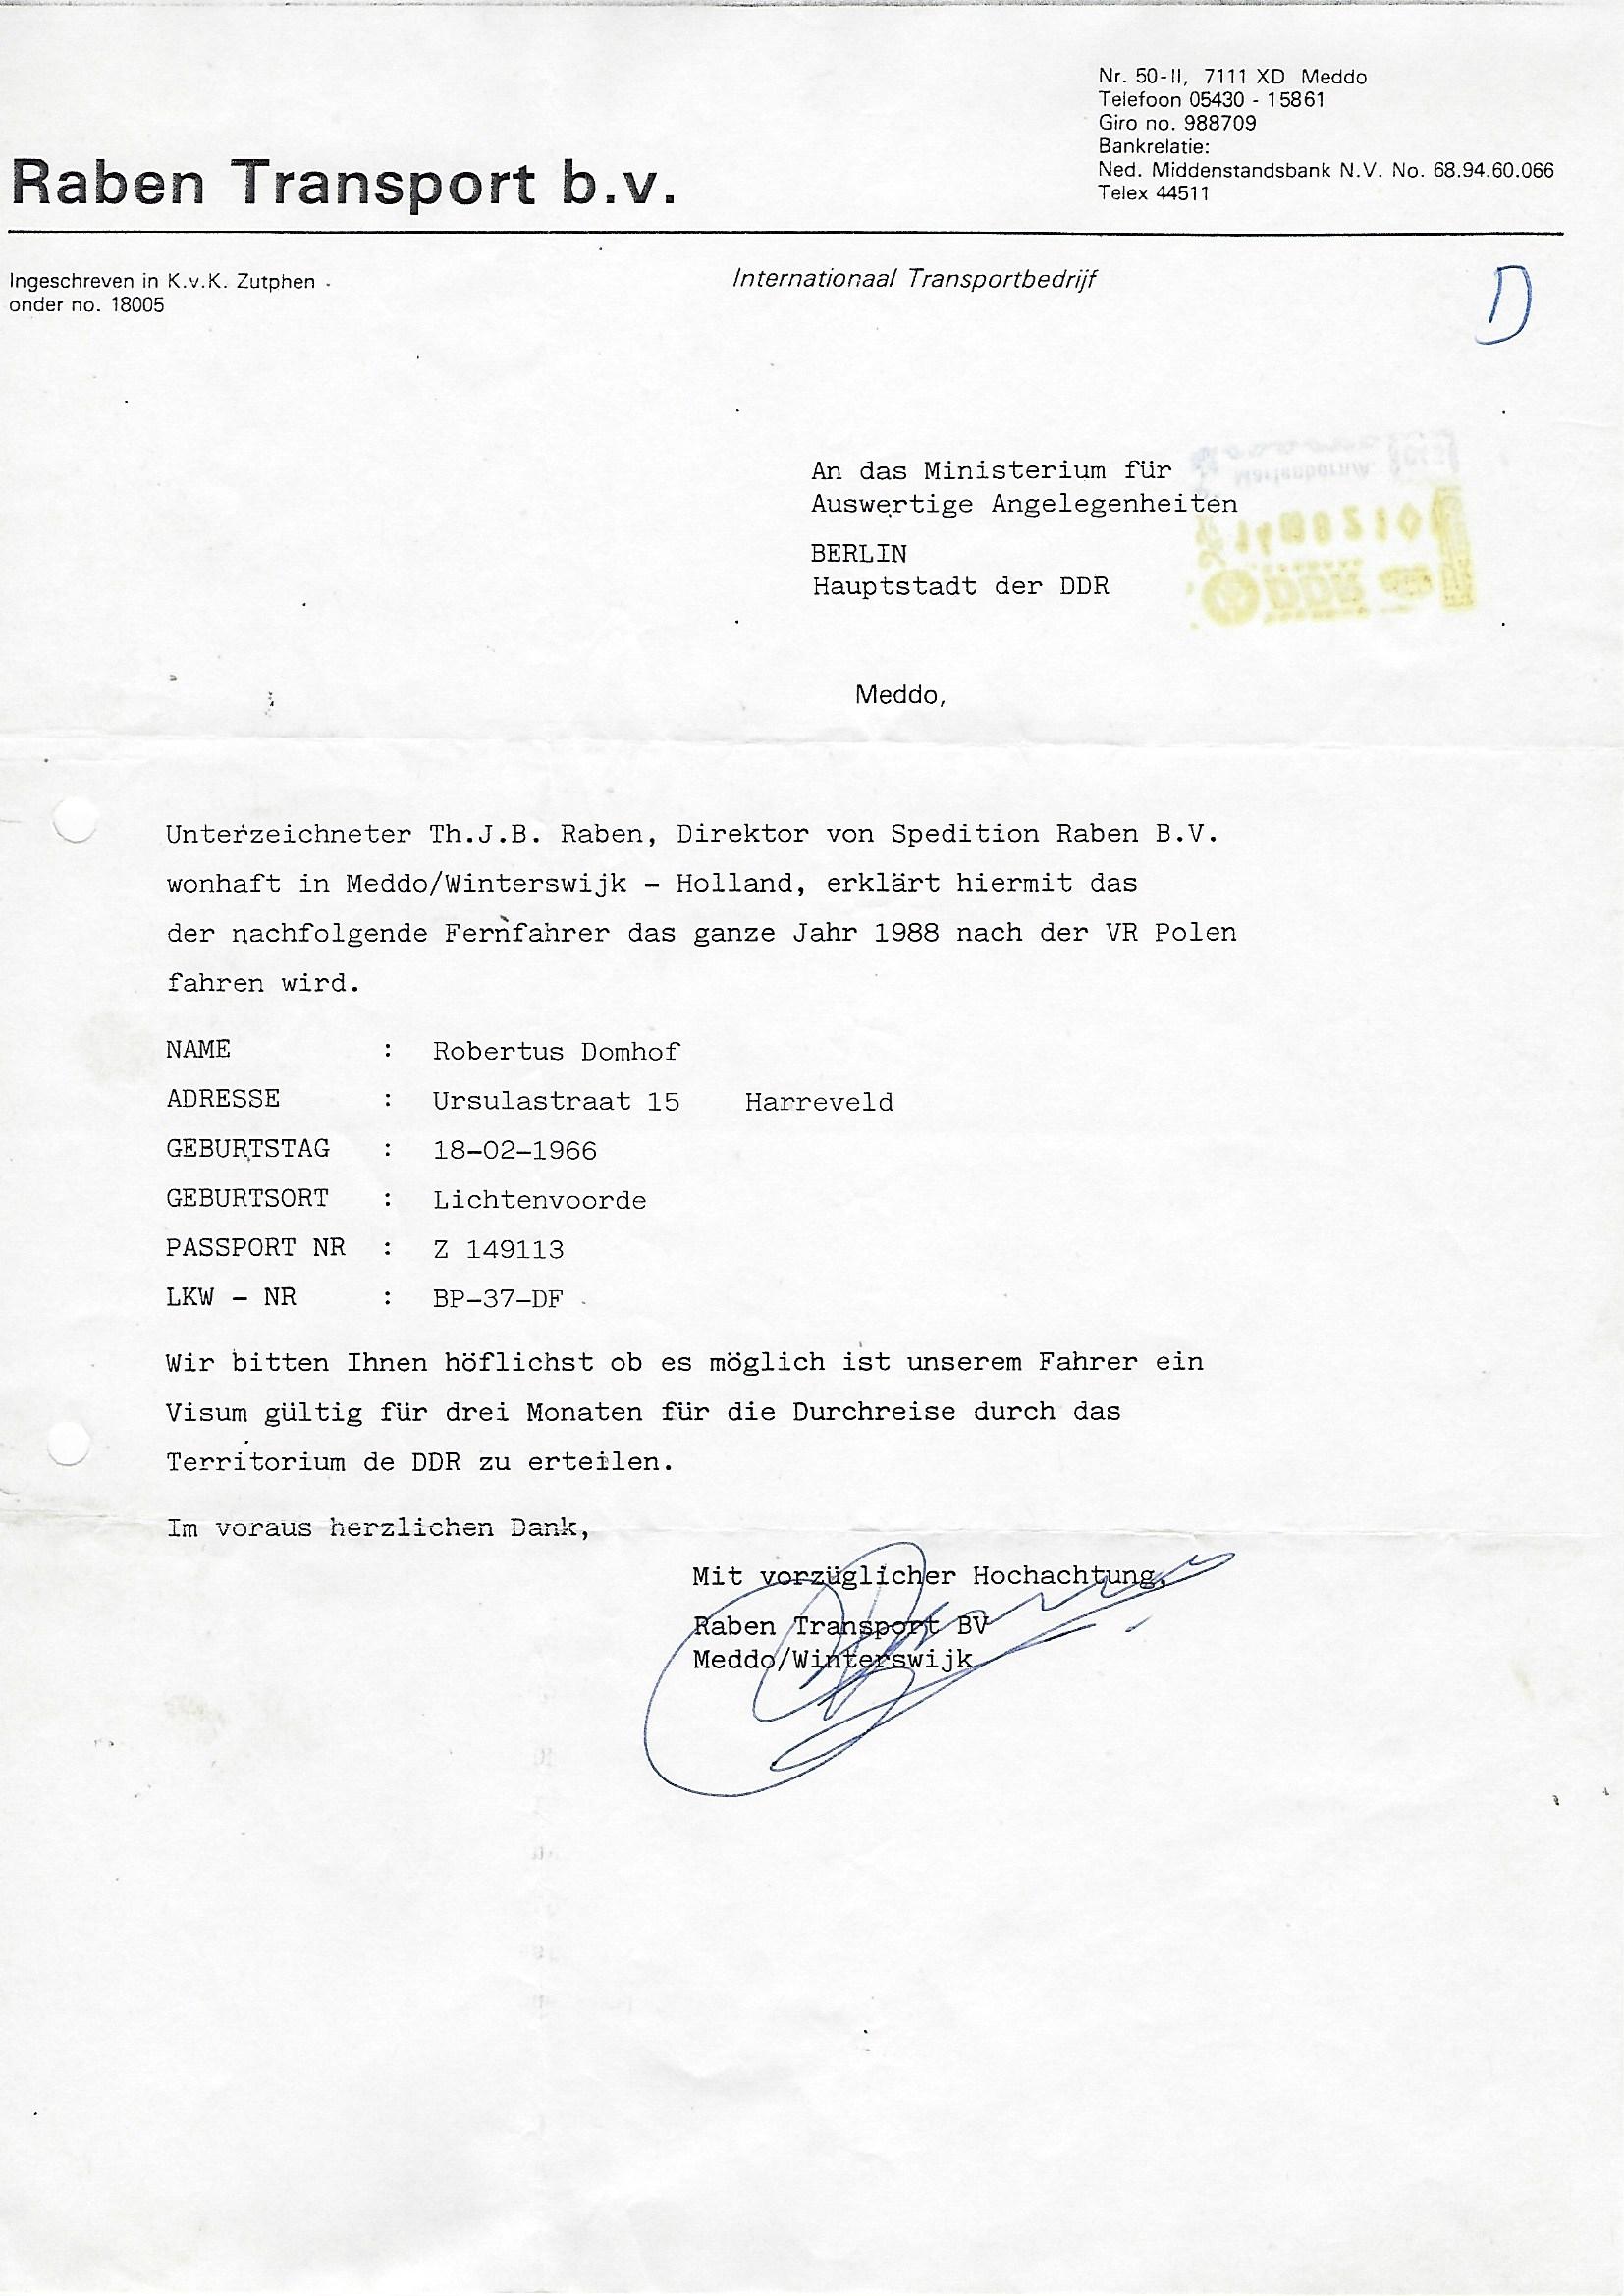 Nr. 50-II, 7111 XD Meddo
Telefoon 05430 - 15861
Giro no. 988709
Bankrelatie:
Ned. Middenstandsbank N.V. No. 68.94.60.066
Telex 44511
Raben Transport b.v.
Ingeschreven in K.v.K. Zutphen
onder no. 18005
Internationaal Transportbedrijf
D
An das Ministerium für
Auswertige Angelegenheiten
BERLIN
Hauptstadt der DDR
DDR
Meddo,
Unterzeichneter Th.J.B. Raben, Direktor von Spedition Raben B.V.
wonhaft in Meddo/Winterswijk - Holland, erklärt hiermit das
der nachfolgende Fernfahrer das ganze Jahr 1988 nach der VR Polen
fahren wird.
NAME : Robertus Domhof
ADRESSE : Ursulastraat 15 Harreveld
GEBURTSTAG : 18-02-1966
GEBURTSORT : Lichtenvoorde
PASSPORT NR : Z 149113
LKW - NR : BP-37-DF
Wir bitten Ihnen höflichst ob es möglich ist unserem Fahrer ein
Visum gültig für drei Monaten für die Durchreise durch das
Territorium de DDR zu erteilen.
Im voraus herzlichen Dank,
Mit vorzüglicher Hochachtung,
Raben Transport BV
Meddo/Winterswijk